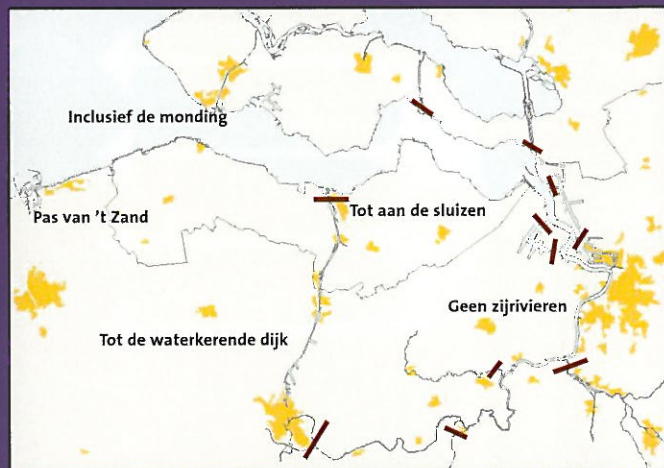 Inclusief de monding
Pas van 't Zand
Tot aan de sluizen
Geen zijrivieren
Tot de waterkerende dijk